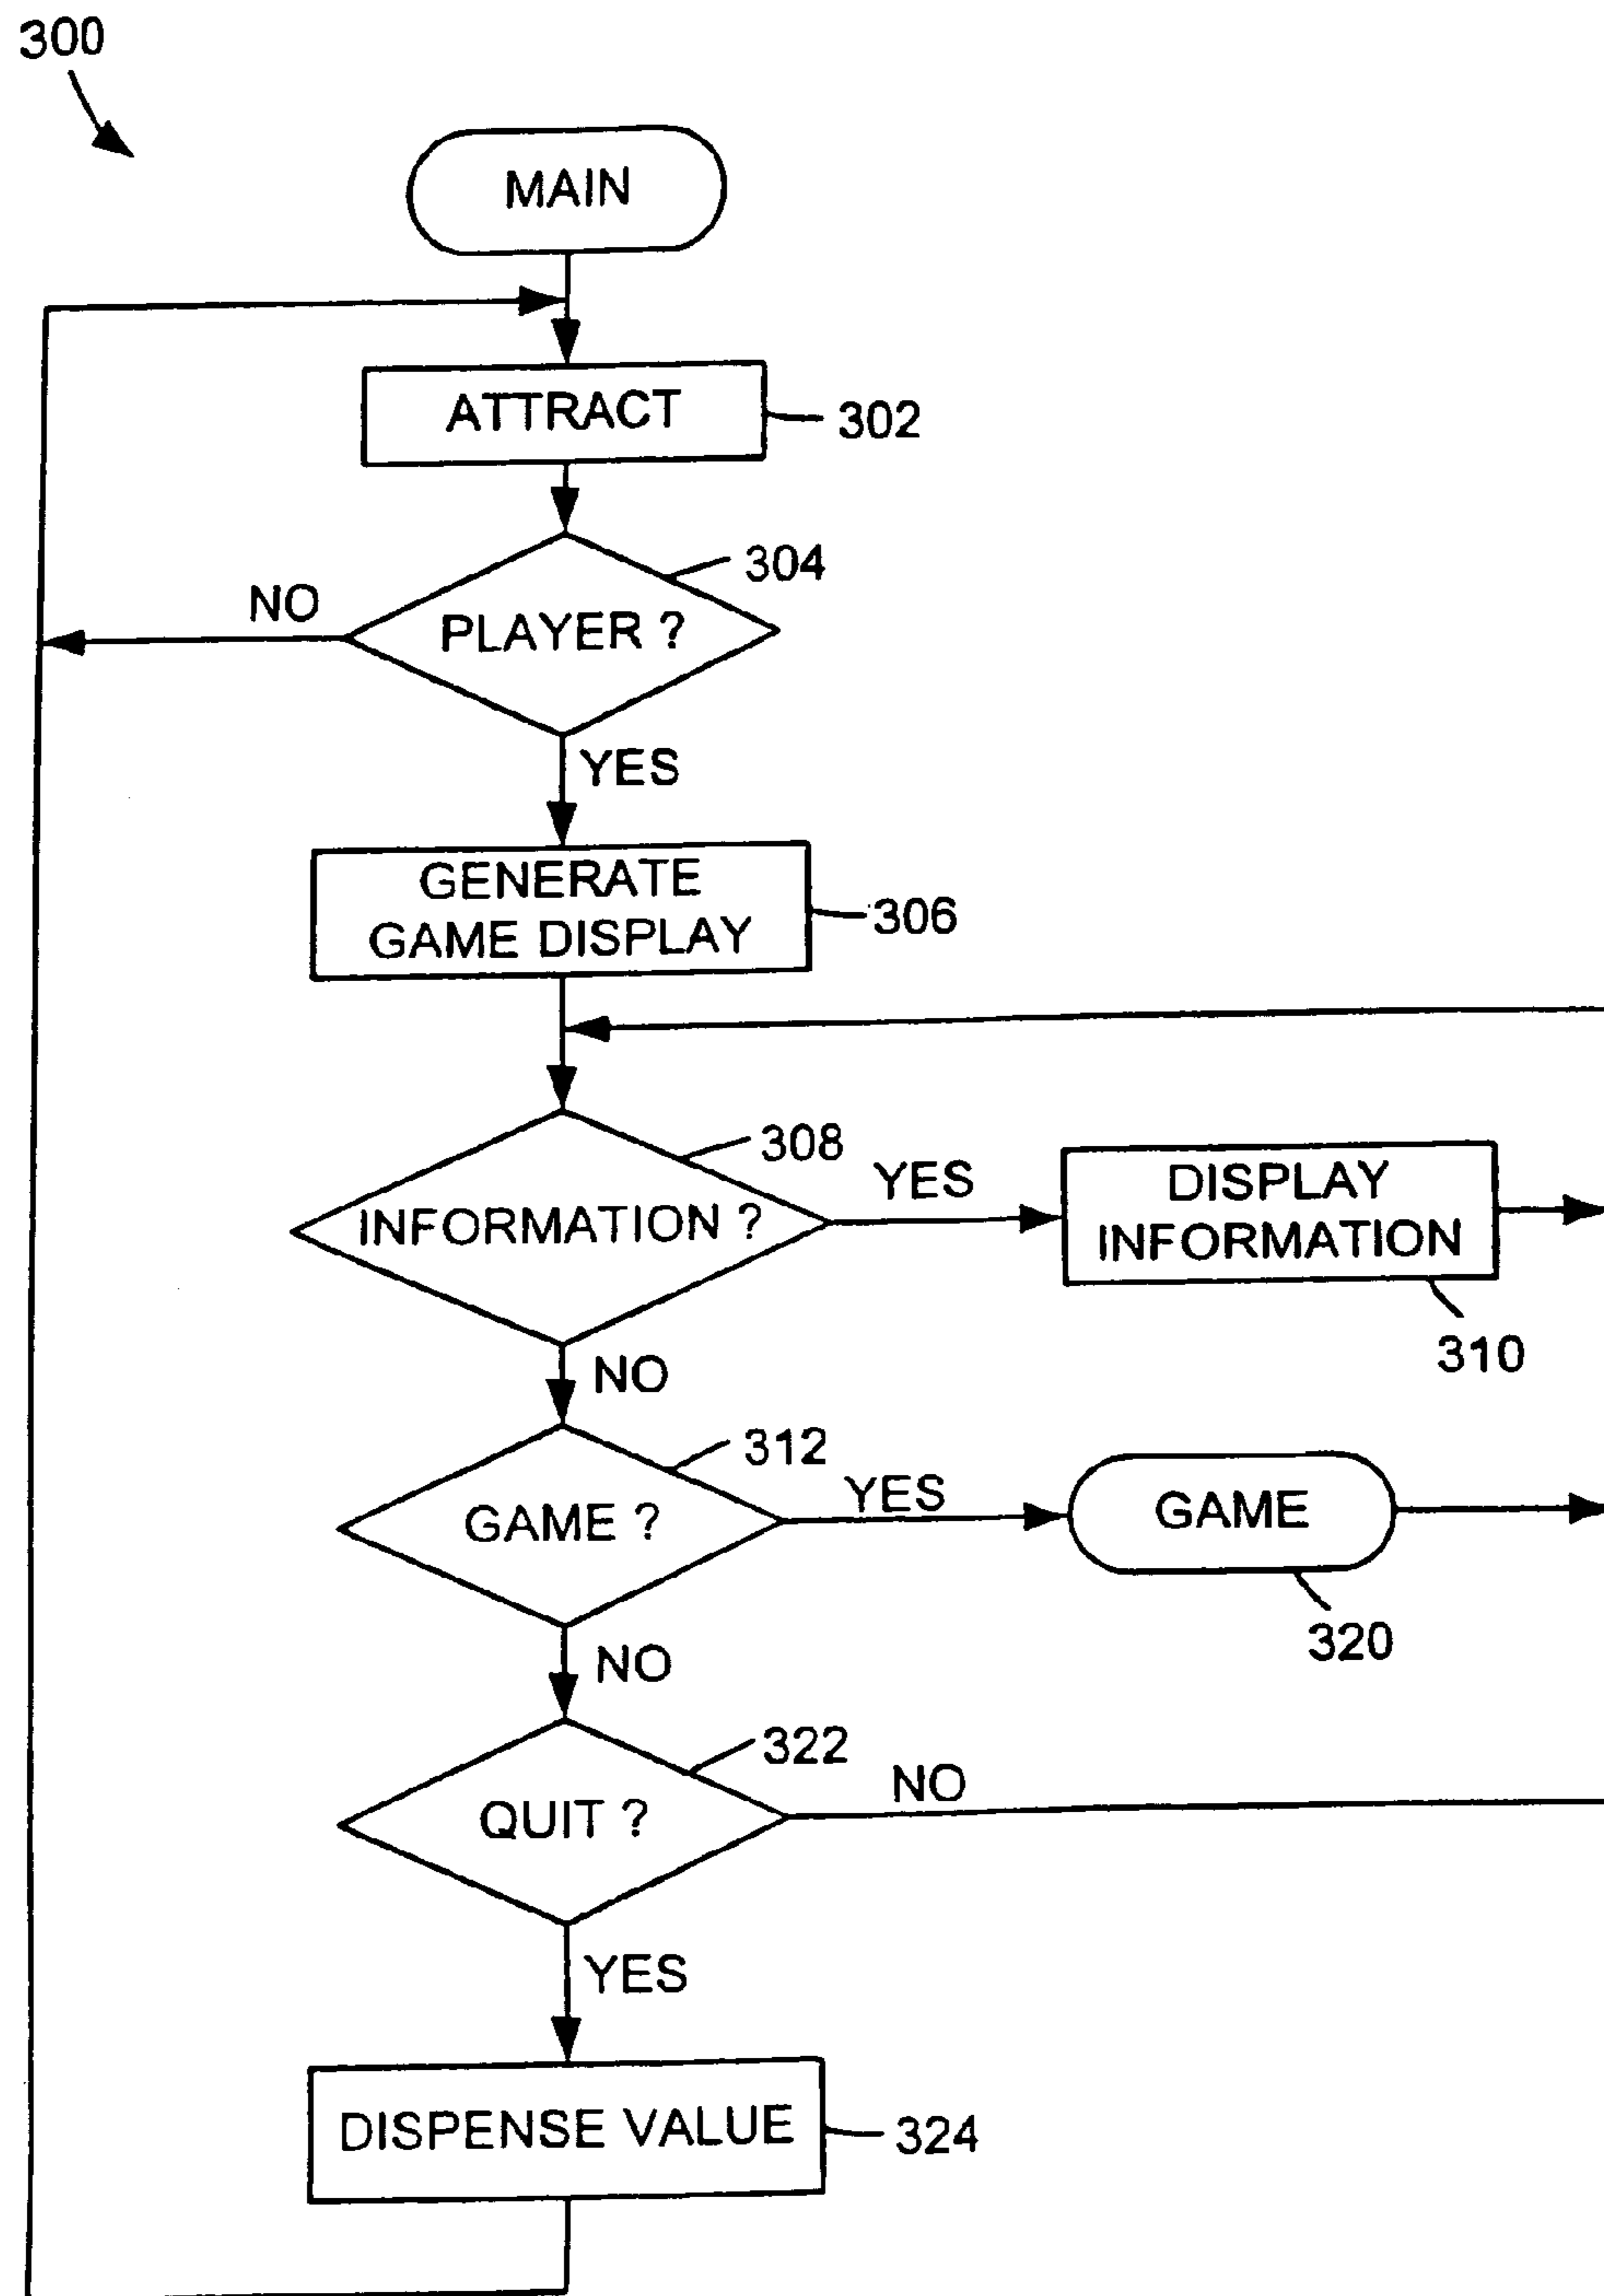 300
MAIN
ATTRACT
302
304
NO
PLAYER ?
YES
GENERATE
GAME DISPLAY
306
308
INFORMATION ?
YES
DISPLAY
INFORMATION
310
NO
312
GAME ?
YES
GAME
320
NO
322
QUIT ?
NO
YES
DISPENSE VALUE
324